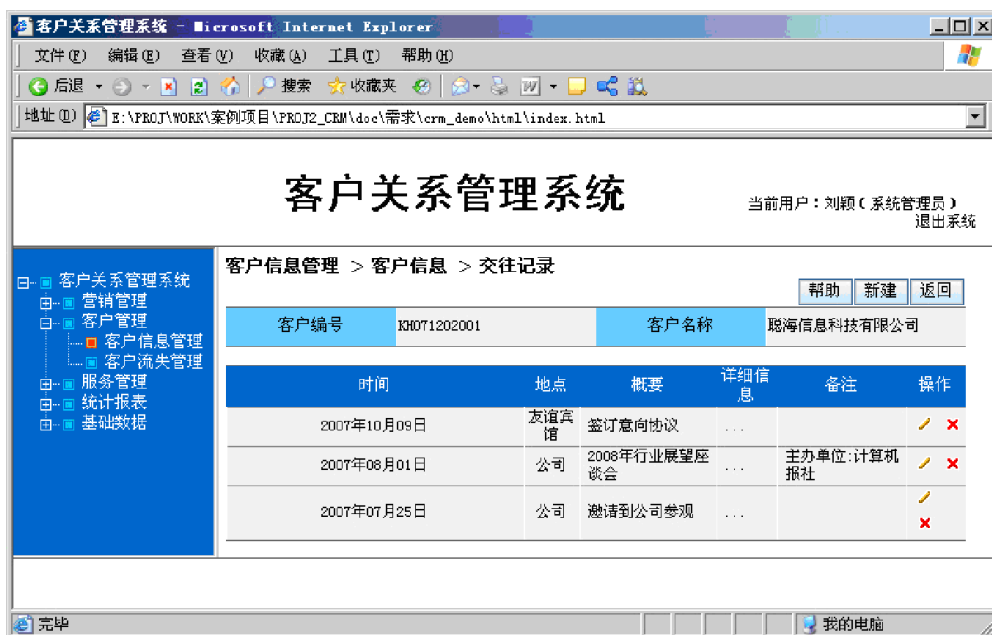 客户关系管理系统 - Microsoft Internet Explorer
文件(F) 编辑(E) 查看(V) 收藏(A) 工具(T) 帮助(H)
后退 搜索 收藏夹
地址(D) E:\PROJ\WORK\案例项目\PROJ2_CRM\doc\需求\crm_demo\html\index.html
客户关系管理系统
当前用户：刘颖(系统管理员)
退出系统
客户关系管理系统
营销管理
客户管理
客户信息管理
客户流失管理
服务管理
统计报表
基础数据
客户信息管理 > 客户信息 > 交往记录
帮助 新建 返回
客户编号 KH071202001 客户名称 聪海信息科技有限公司
时间 地点 概要 详细信息 备注 操作
2007年10月09日 友谊宾馆 签订意向协议 ...
2007年08月01日 公司 2008年行业展望座谈会 ... 主办单位:计算机报社
2007年07月25日 公司 邀请到公司参观 ...
完毕 我的电脑